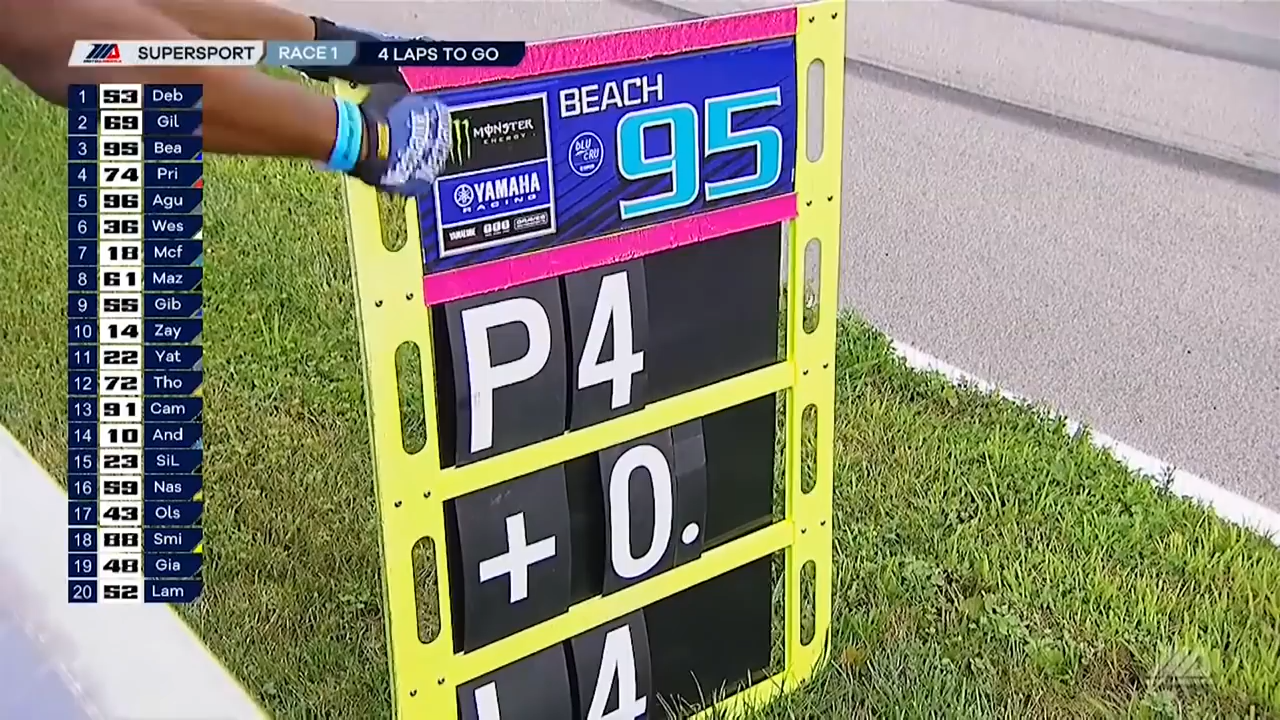 SUPERSPORT RACE 1 4 LAPS TO GO
1 53 Deb
2 69 Gil
3 95 Bea
4 74 Pri
5 96 Agu
6 36 Wes
7 18 Mcf
8 61 Maz
9 55 Gib
10 14 Zay
11 22 Yat
12 72 Tho
13 91 Cam
14 10 And
15 23 SiL
16 59 Nas
17 43 Ols
18 88 Smi
19 48 Gia
20 52 Lam
BEACH
95
MONSTER
ENERGY
BLU
CRU
YAMAHA
RACING
P4
+ 0.
L4